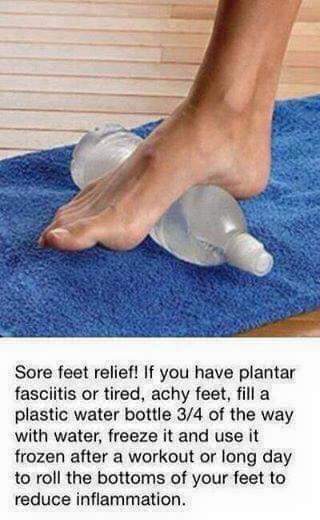 Sore feet relief! If you have plantar
fasciitis or tired, achy feet, fill a
plastic water bottle 3/4 of the way
with water, freeze it and use it
frozen after a workout or long day
to roll the bottoms of your feet to
reduce inflammation.